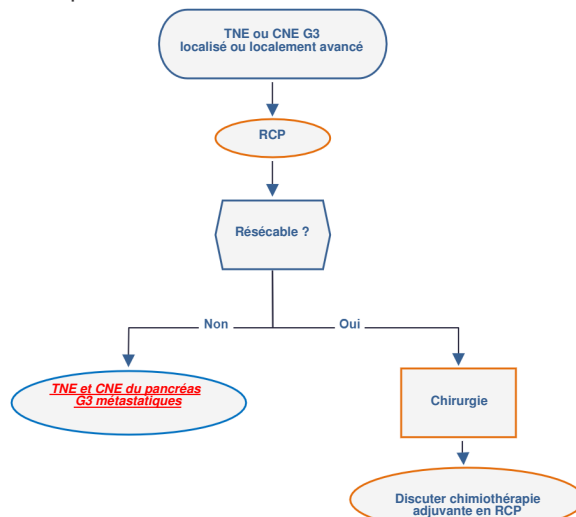 TNE ou CNE G3
localisé ou localement avancé
RCP
Résécable ?
Non
Oui
TNE et CNE du pancréas
G3 métastatiques
Chirurgie
Discuter chimiothérapie
adjuvante en RCP